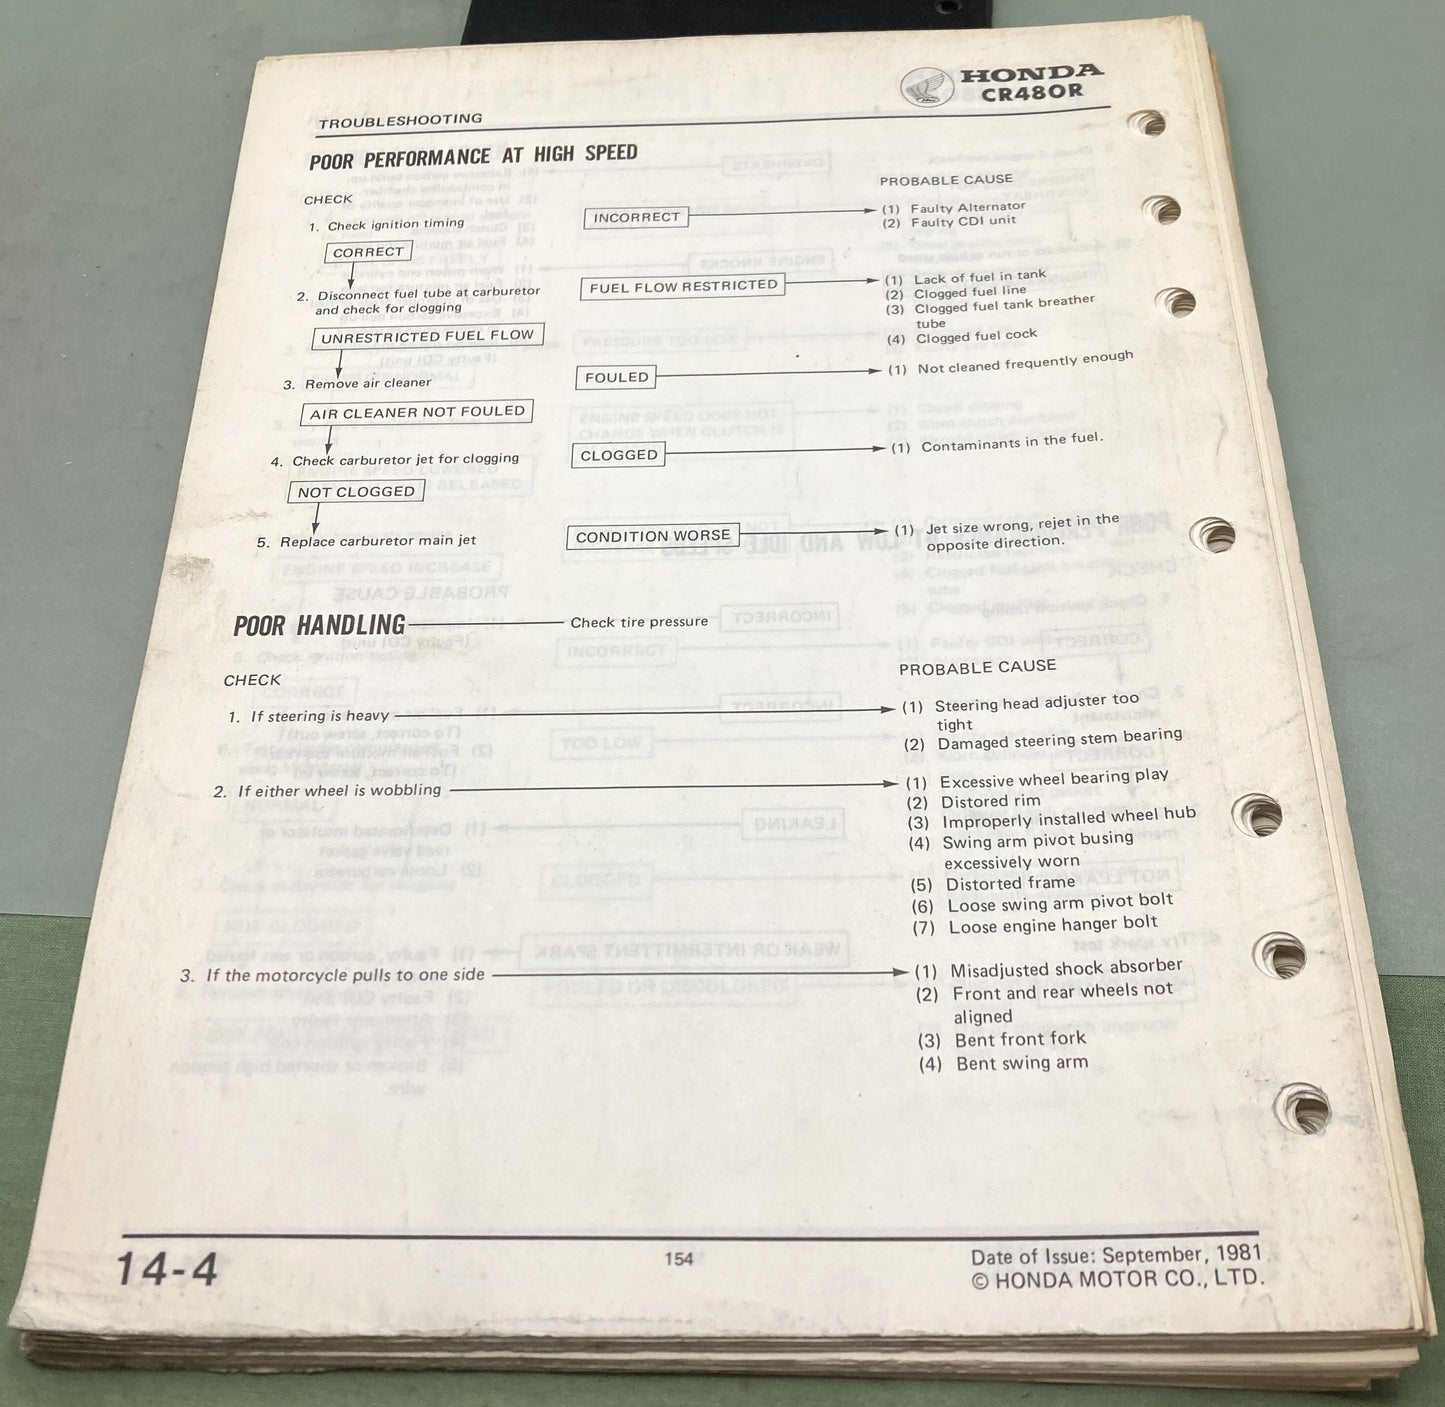 HONDA
CR480R
TROUBLESHOOTING
POOR PERFORMANCE AT HIGH SPEED
CHECK
PROBABLE CAUSE
1. Check ignition timing
INCORRECT
(1) Faulty Alternator
(2) Faulty CDI unit
CORRECT
2. Disconnect fuel tube at carburetor
and check for clogging
FUEL FLOW RESTRICTED
(1) Lack of fuel in tank
(2) Clogged fuel line
(3) Clogged fuel tank breather
tube
(4) Clogged fuel cock
UNRESTRICTED FUEL FLOW
3. Remove air cleaner
FOULED
(1) Not cleaned frequently enough
AIR CLEANER NOT FOULED
4. Check carburetor jet for clogging
CLOGGED
(1) Contaminants in the fuel.
NOT CLOGGED
5. Replace carburetor main jet
CONDITION WORSE
(1) Jet size wrong, rejet in the
opposite direction.
POOR HANDLING
Check tire pressure
CHECK
PROBABLE CAUSE
1. If steering is heavy
(1) Steering head adjuster too
tight
(2) Damaged steering stem bearing
2. If either wheel is wobbling
(1) Excessive wheel bearing play
(2) Distored rim
(3) Improperly installed wheel hub
(4) Swing arm pivot busing
excessively worn
(5) Distorted frame
(6) Loose swing arm pivot bolt
(7) Loose engine hanger bolt
3. If the motorcycle pulls to one side
(1) Misadjusted shock absorber
(2) Front and rear wheels not
aligned
(3) Bent front fork
(4) Bent swing arm
14-4
154
Date of Issue: September, 1981
© HONDA MOTOR CO., LTD.